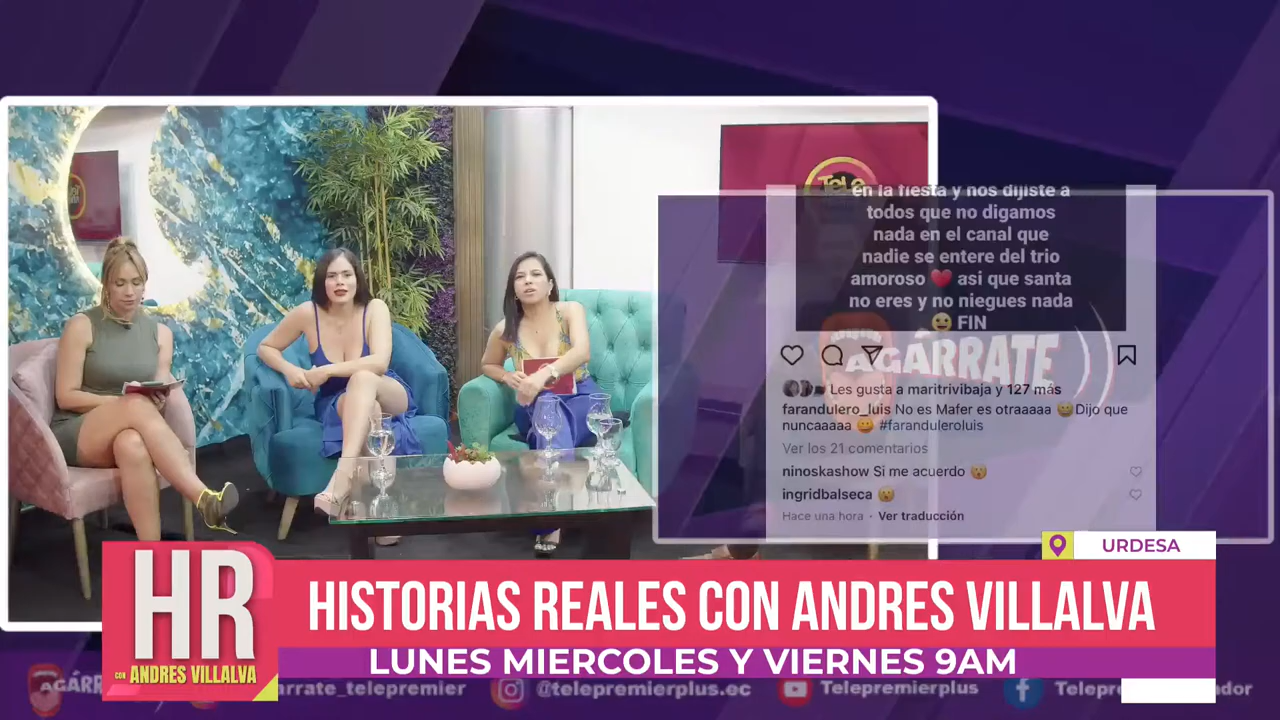 Tele
en la fiesta y nos dijiste a
todos que no digamos
nada en el canal que
nadie se entere del trio
amoroso ❤️ asi que santa
no eres y no niegues nada
😀 FIN
AGÁRRATE
Les gusta a maritrivibaja y 127 más
farandulero_luis No es Mafer es otraaaaa 😀 Dijo que
nuncaaaaa 😀 #faranduleroluis
Ver los 21 comentarios
ninoskashow Si me acuerdo 😯
ingridbalseca 😯
Hace una hora · Ver traducción
URDESA
HR
CON ANDRES VILLALVA
HISTORIAS REALES CON ANDRES VILLALVA
LUNES MIERCOLES Y VIERNES 9AM
@telepremierplus.ec
Telepremierplus